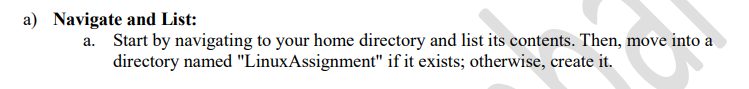 a) Navigate and List:
a. Start by navigating to your home directory and list its contents. Then, move into a
directory named "LinuxAssignment" if it exists; otherwise, create it.